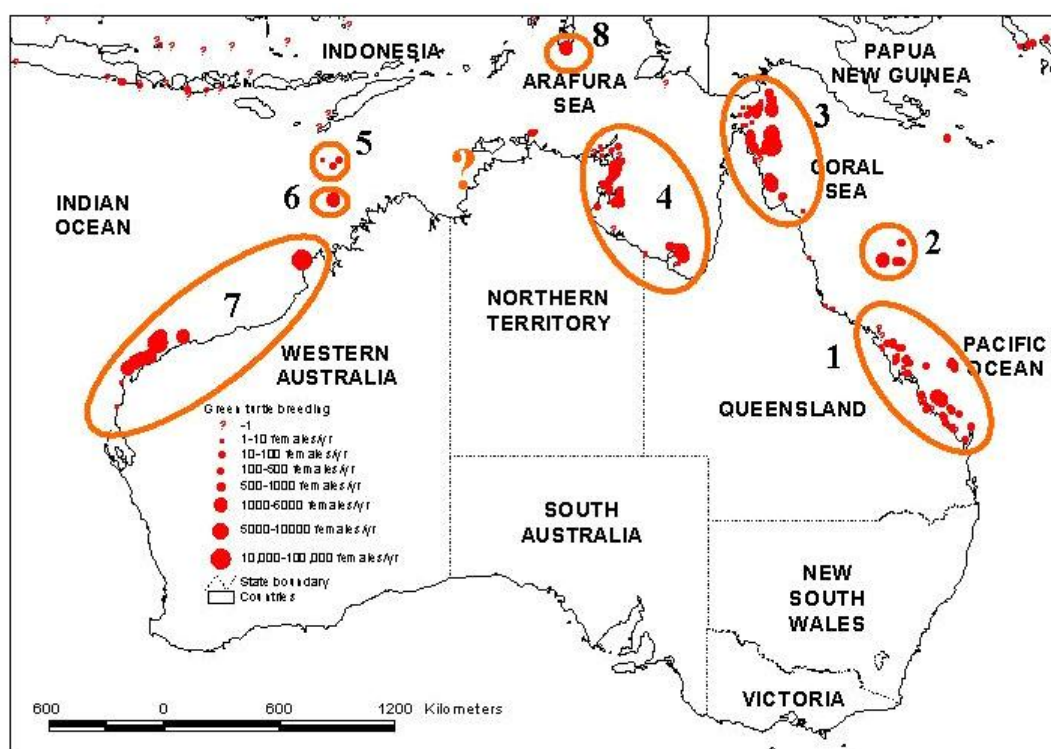 INDONESIA
8
ARAFURA
SEA
PAPUA
NEW GUINEA
3
5
?
CORAL
SEA
INDIAN
OCEAN
6
4
2
7
NORTHERN
TERRITORY
WESTERN
AUSTRALIA
PACIFIC
OCEAN
1
QUEENSLAND
Green turtle breeding
? -1
1-10 females/yr
10-100 females/yr
100-500 females/yr
500-1000 females/yr
1000-5000 females/yr
5000-10000 females/yr
10,000-100,000 females/yr
State boundary
Countries
SOUTH
AUSTRALIA
NEW
SOUTH
WALES
VICTORIA
600 0 600 1200 Kilometers